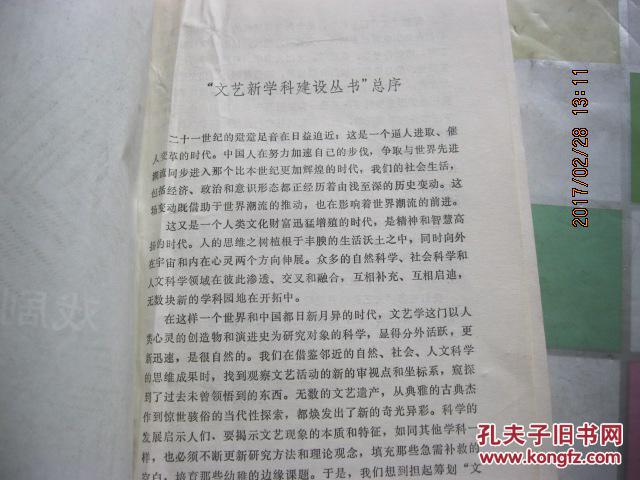 “文艺新学科建设丛书”总序
二十一世纪的跫跫足音在日益迫近：这是一个逼人进取、催
人变革的时代。中国人在努力加速自己的步伐，争取与世界先进
潮流同步进入那个比本世纪更加辉煌的时代，我们的社会生活，
包括经济、政治和意识形态都正经历着由浅至深的历史变动。这
场变动既借助于世界潮流的推动，也在影响着世界潮流的前进。
这又是一个人类文化财富迅猛增殖的时代，是精神和智慧高
扬的时代。人的思维之树植根于丰腴的生活沃土之中，同时向外
在宇宙和内在心灵两个方向伸展。众多的自然科学、社会科学和
人文科学领域在彼此渗透、交叉和融合，互相补充、互相启迪，
无数块新的学科园地在开拓中。
在这样一个世界和中国都日新月异的时代，文艺学这门以人
类心灵的创造物和演进史为研究对象的科学，显得分外活跃，更
新迅速，是很自然的。我们在借鉴邻近的自然、社会、人文科学
的思维成果时，找到观察文艺活动的新的审视点和坐标系，窥探
到了过去未曾领悟到的东西。无数的文艺遗产，从典雅的古典杰
作到惊世骇俗的当代性探索，都焕发出了新的奇光异彩。科学的
发展启示人们，要揭示文艺现象的本质和特征，如同其他学科一
样，也必须不断更新研究方法和理论观念，填补那些急需补救的
空白，培育那些幼稚的边缘课题。于是，我们想到担起筹划“文
戏剧
2017/02/28 13:11
孔夫子旧书网
www.kongfz.com